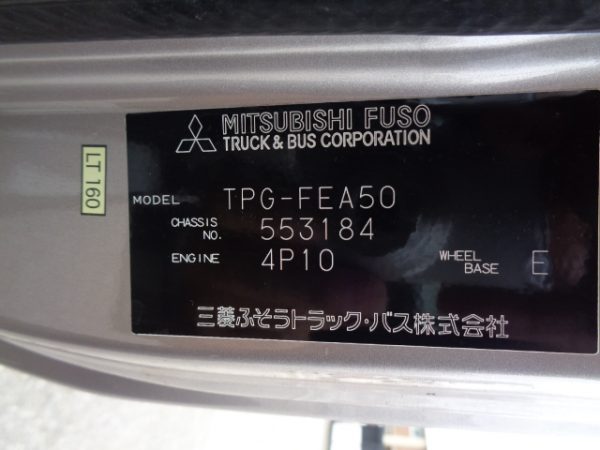 MITSUBISHI FUSO
TRUCK & BUS CORPORATION
LT 160
MODEL TPG-FEA50
CHASSIS NO. 553184
ENGINE 4P10 WHEEL BASE E
三菱ふそうトラック・バス株式会社